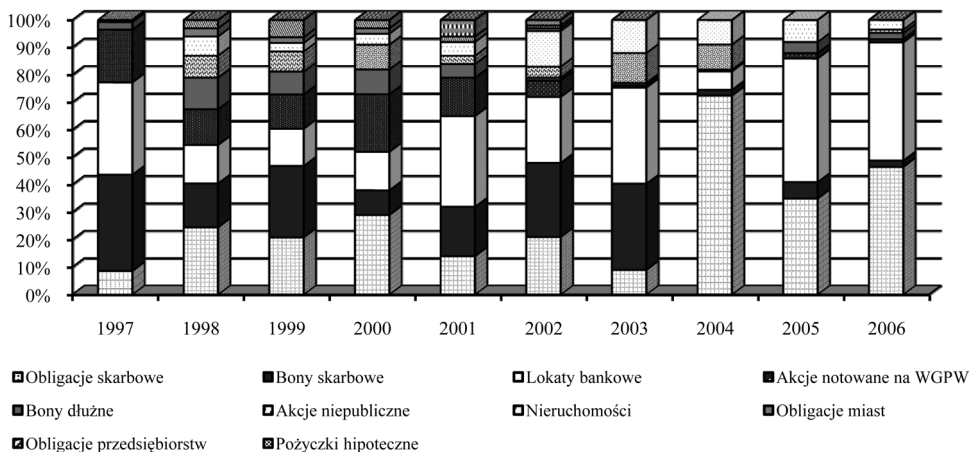 100%
90%
80%
70%
60%
50%
40%
30%
20%
10%
0%
1997 1998 1999 2000 2001 2002 2003 2004 2005 2006
Obligacje skarbowe Bony skarbowe Lokaty bankowe Akcje notowane na WGPW
Bony dłużne Akcje niepubliczne Nieruchomości Obligacje miast
Obligacje przedsiębiorstw Pożyczki hipoteczne